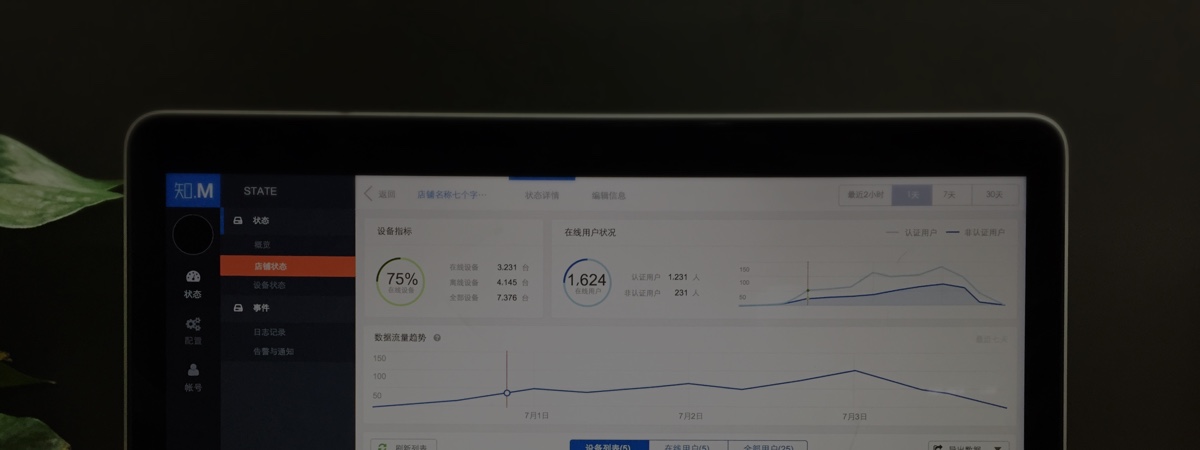 知.M
STATE
返回
店铺名称七个字···
状态详情
编辑信息
最近2小时
1天
7天
30天
状态
概览
店铺状态
设备状态
事件
日志记录
告警与通知
状态
配置
帐号
设备指标
75%
在线设备
在线设备 3.231 台
离线设备 4.145 台
全部设备 7.376 台
在线用户状况
认证用户
非认证用户
1,624
在线用户
认证用户 1.231 人
非认证用户 231 人
150
100
50
数据流量趋势
最近七天
150
100
50
7月1日
7月2日
7月3日
刷新列表
设备列表(5)
在线用户(5)
全部用户(25)
导出数据